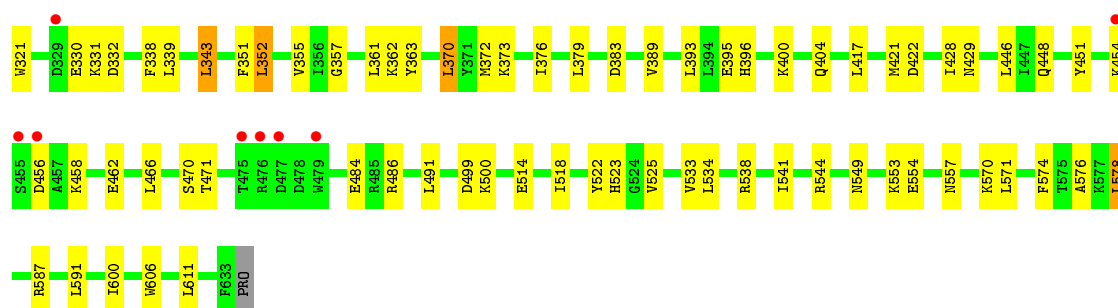 W321 D329 E330 K331 D332 F338 L339 L343 F351 L352 V355 I356 G357 L361 K362 Y363 L370 Y371 M372 K373 I376 L379 D383 V389 L393 L394 E395 H396 K400 Q404 L417 M421 D422 I428 N429 L446 I447 Q448 Y451 K454
S455 D456 A457 K458 E462 L466 S470 T471 T475 R476 D477 D478 W479 E484 R485 R486 L491 D499 K500 E514 I518 Y522 H523 G524 V525 V533 L534 R538 I541 R544 N549 K553 E554 N557 K570 L571 F574 T575 A576 K577 L578
R587 L591 I600 W606 L611 F633 PRO